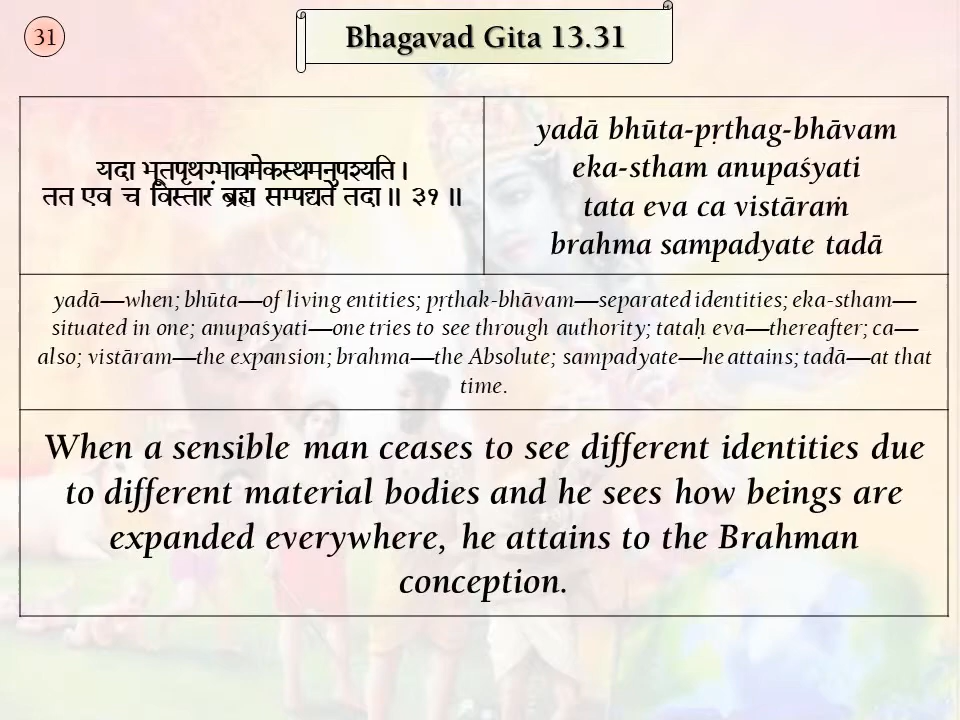 31
Bhagavad Gita 13.31
यदा भूतपृथग्भावमेकस्थमनुपश्यति ।
तत एव च विस्तारं ब्रह्म सम्पद्यते तदा ॥ ३१ ॥
yadā bhūta-pṛthag-bhāvam
eka-stham anupaśyati
tata eva ca vistāraṁ
brahma sampadyate tadā
yadā—when; bhūta—of living entities; pṛthak-bhāvam—separated identities; eka-stham—
situated in one; anupaśyati—one tries to see through authority; tataḥ eva—thereafter; ca—
also; vistāram—the expansion; brahma—the Absolute; sampadyate—he attains; tadā—at that
time.
When a sensible man ceases to see different identities due
to different material bodies and he sees how beings are
expanded everywhere, he attains to the Brahman
conception.